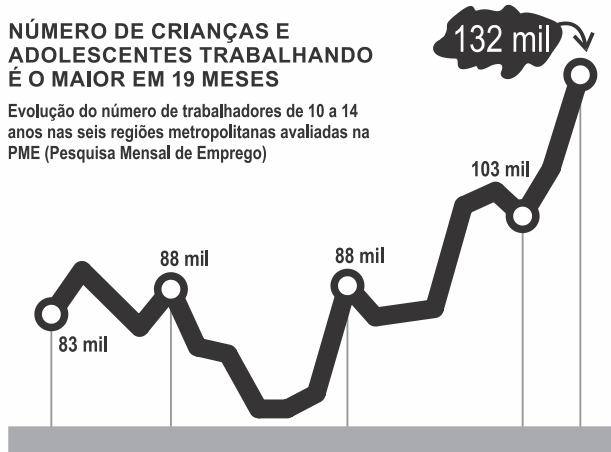 NÚMERO DE CRIANÇAS E
ADOLESCENTES TRABALHANDO
É O MAIOR EM 19 MESES
Evolução do número de trabalhadores de 10 a 14
anos nas seis regiões metropolitanas avaliadas na
PME (Pesquisa Mensal de Emprego)
132 mil
103 mil
88 mil
88 mil
83 mil